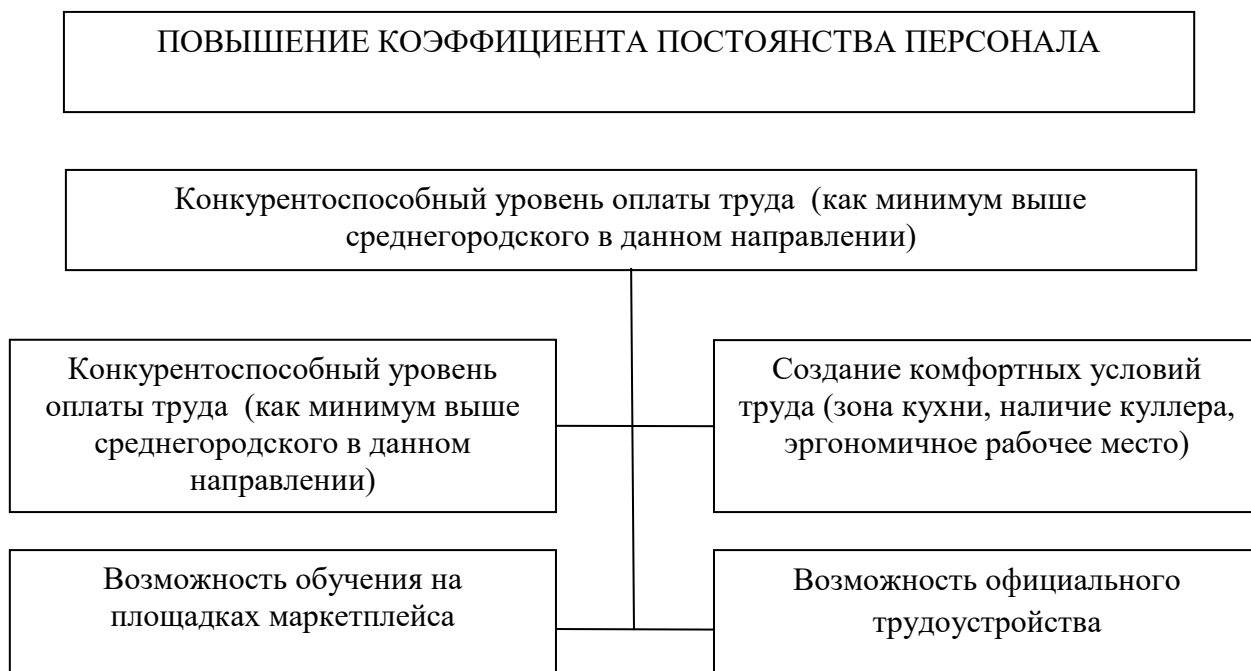 ПОВЫШЕНИЕ КОЭФФИЦИЕНТА ПОСТОЯНСТВА ПЕРСОНАЛА
Конкурентоспособный уровень оплаты труда (как минимум выше
среднегородского в данном направлении)
Конкурентоспособный уровень
оплаты труда (как минимум выше
среднегородского в данном
направлении)
Создание комфортных условий
труда (зона кухни, наличие куллера,
эргономичное рабочее место)
Возможность обучения на
площадках маркетплейса
Возможность официального
трудоустройства